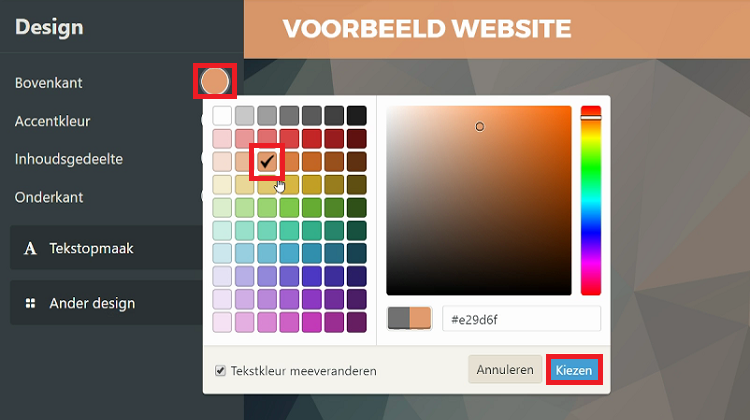 Design
VOORBEELD WEBSITE
Bovenkant
Accentkleur
Inhoudsgedeelte
Onderkant
A Tekstopmaak
Ander design
#e29d6f
Tekstkleur meeveranderen
Annuleren
Kiezen